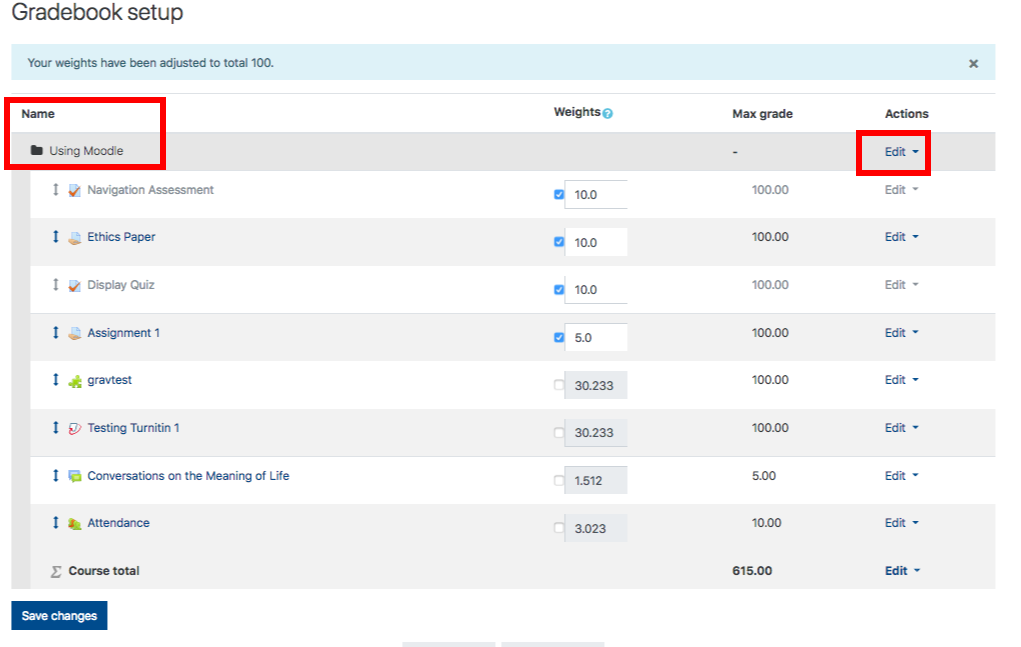 Gradebook setup
Your weights have been adjusted to total 100. ×
Name Weights ? Max grade Actions
Using Moodle - Edit
Navigation Assessment 10.0 100.00 Edit
Ethics Paper 10.0 100.00 Edit
Display Quiz 10.0 100.00 Edit
Assignment 1 5.0 100.00 Edit
gravtest 30.233 100.00 Edit
Testing Turnitin 1 30.233 100.00 Edit
Conversations on the Meaning of Life 1.512 5.00 Edit
Attendance 3.023 10.00 Edit
Σ Course total 615.00 Edit
Save changes